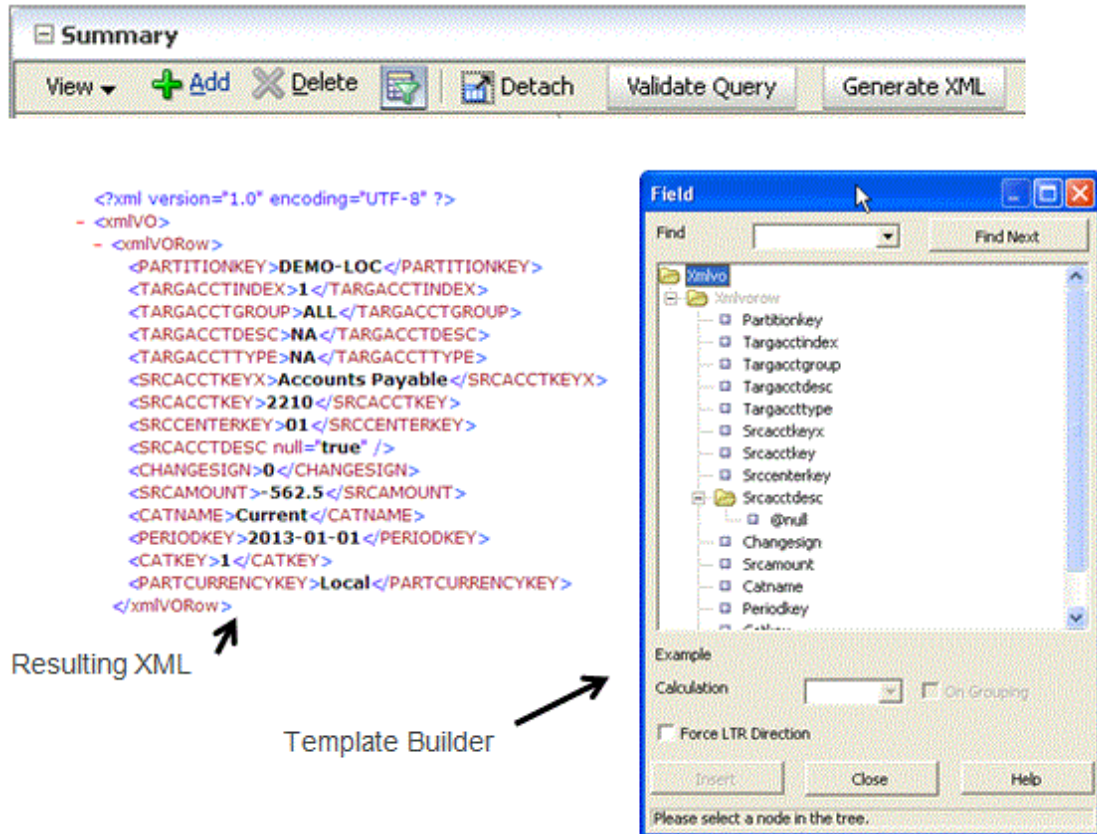 Summary
View Add Delete Detach Validate Query Generate XML
<?xml version="1.0" encoding="UTF-8" ?>
- <xmlVO>
- <xmlVORow>
<PARTITIONKEY>DEMO-LOC</PARTITIONKEY>
<TARGACCTINDEX>1</TARGACCTINDEX>
<TARGACCTGROUP>ALL</TARGACCTGROUP>
<TARGACCTDESC>NA</TARGACCTDESC>
<TARGACCTTYPE>NA</TARGACCTTYPE>
<SRCACCTKEYX>Accounts Payable</SRCACCTKEYX>
<SRCACCTKEY>2210</SRCACCTKEY>
<SRCCENTERKEY>01</SRCCENTERKEY>
<SRCACCTDESC null="true" />
<CHANGESIGN>0</CHANGESIGN>
<SRCAMOUNT>-562.5</SRCAMOUNT>
<CATNAME>Current</CATNAME>
<PERIODKEY>2013-01-01</PERIODKEY>
<CATKEY>1</CATKEY>
<PARTCURRENCYKEY>Local</PARTCURRENCYKEY>
</xmlVORow>
Resulting XML
Template Builder
Field
Find Find Next
Xmlvo
Xmlvorow
Partitionkey
Targacctindex
Targacctgroup
Targacctdesc
Targaccttype
Srcacctkeyx
Srcacctkey
Srccenterkey
Srcacctdesc
@null
Changesign
Srcamount
Catname
Periodkey
Example
Calculation On Grouping
Force LTR Direction
Insert Close Help
Please select a node in the tree.